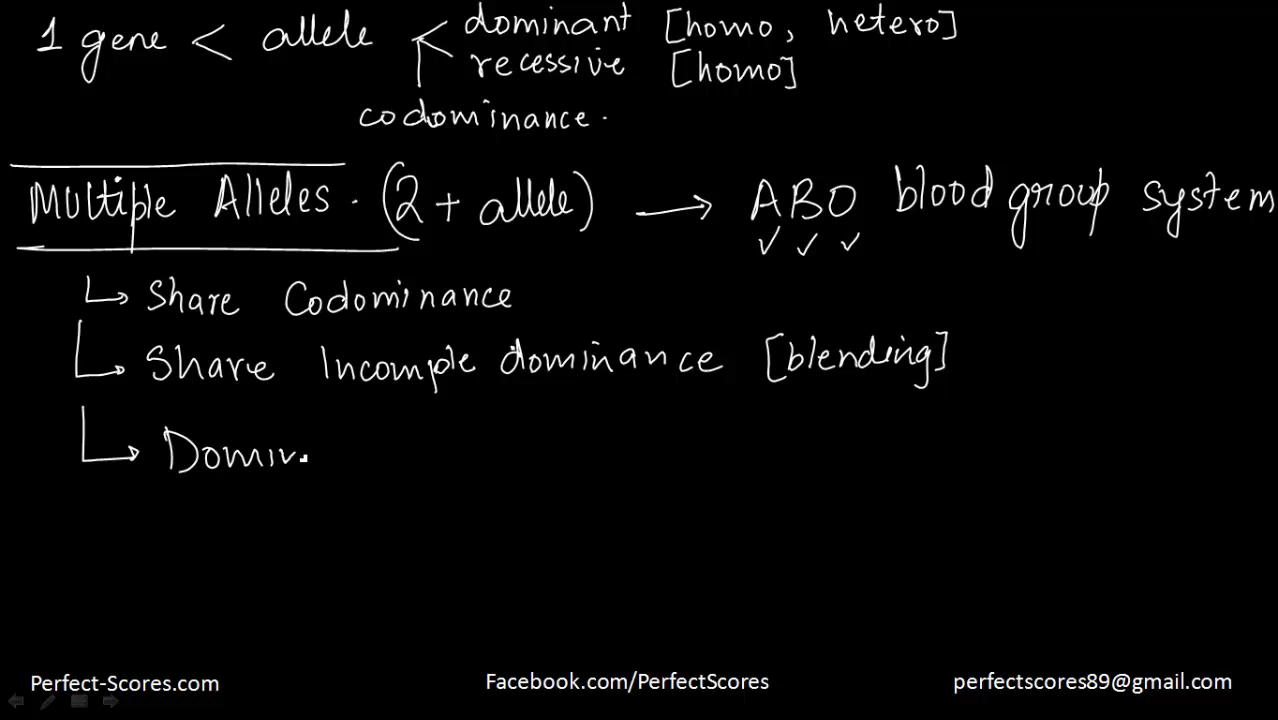 1 gene < allele < dominant [homo, hetero]
recessive [homo]
codominance.
Multiple Alleles. (2+ allele) → ABO blood group system
✓ ✓ ✓
↳ Share Codominance
↳ Share Incomple dominance [blending]
↳ Domin
Perfect-Scores.com Facebook.com/PerfectScores perfectscores89@gmail.com